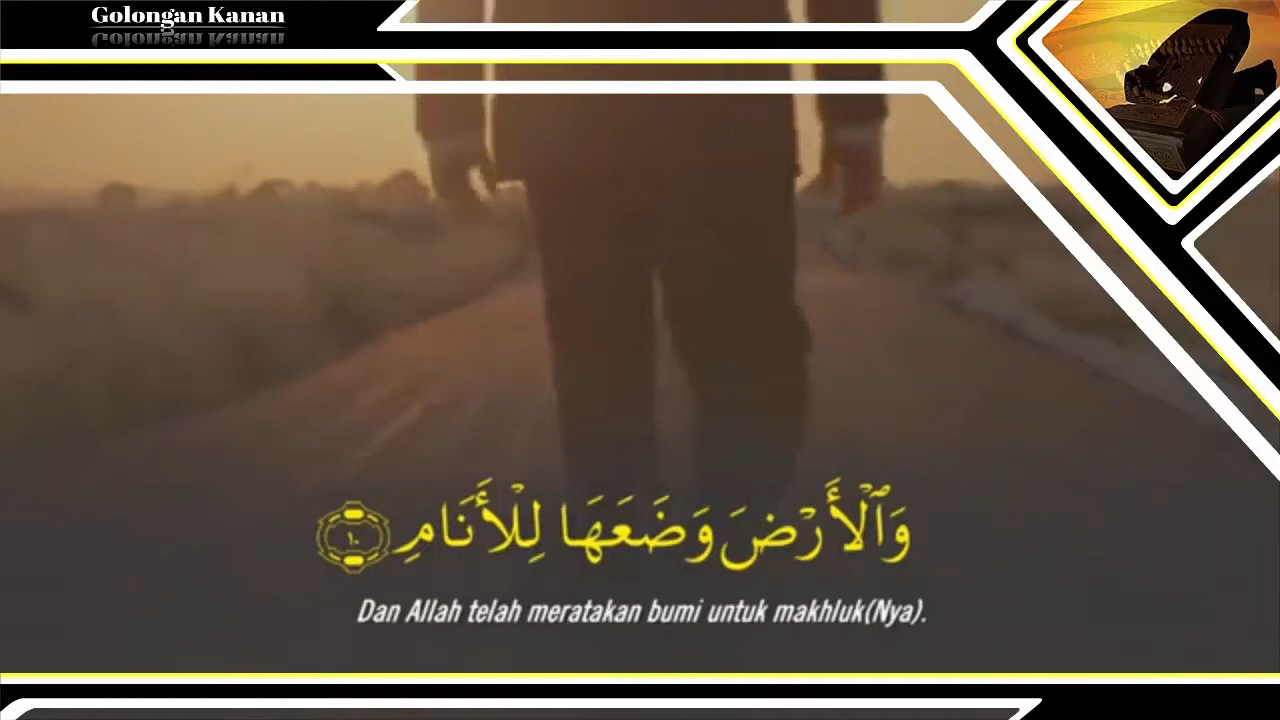 Golongan Kanan
وَٱلْأَرْضَ وَضَعَهَا لِلْأَنَامِ ١٠
Dan Allah telah meratakan bumi untuk makhluk(Nya).